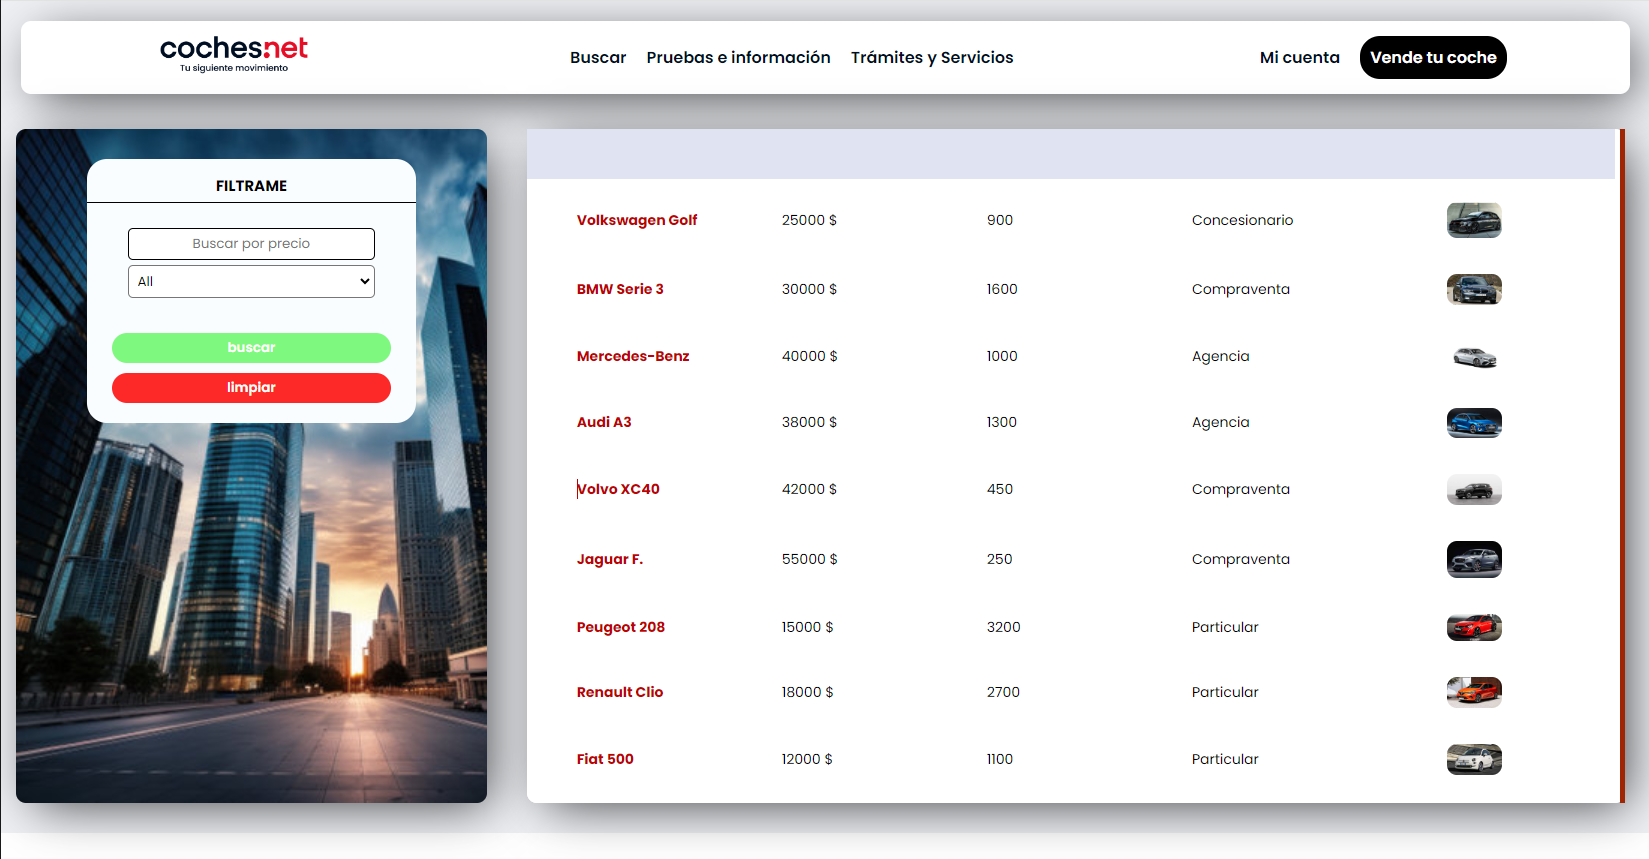 coches.net
Tu siguiente movimiento
Buscar Pruebas e información Trámites y Servicios
Mi cuenta Vende tu coche
FILTRAME
Buscar por precio
All
buscar
limpiar
Volkswagen Golf 25000 $ 900 Concesionario
BMW Serie 3 30000 $ 1600 Compraventa
Mercedes-Benz 40000 $ 1000 Agencia
Audi A3 38000 $ 1300 Agencia
Volvo XC40 42000 $ 450 Compraventa
Jaguar F. 55000 $ 250 Compraventa
Peugeot 208 15000 $ 3200 Particular
Renault Clio 18000 $ 2700 Particular
Fiat 500 12000 $ 1100 Particular